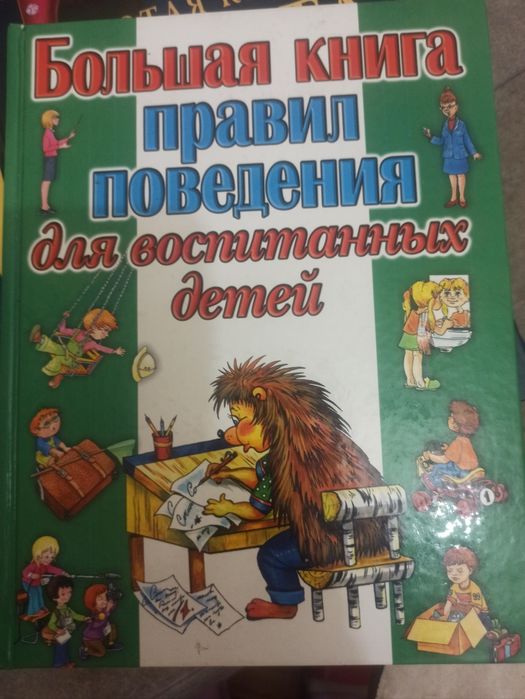 Большая книга
правил
поведения
для воспитанных
детей